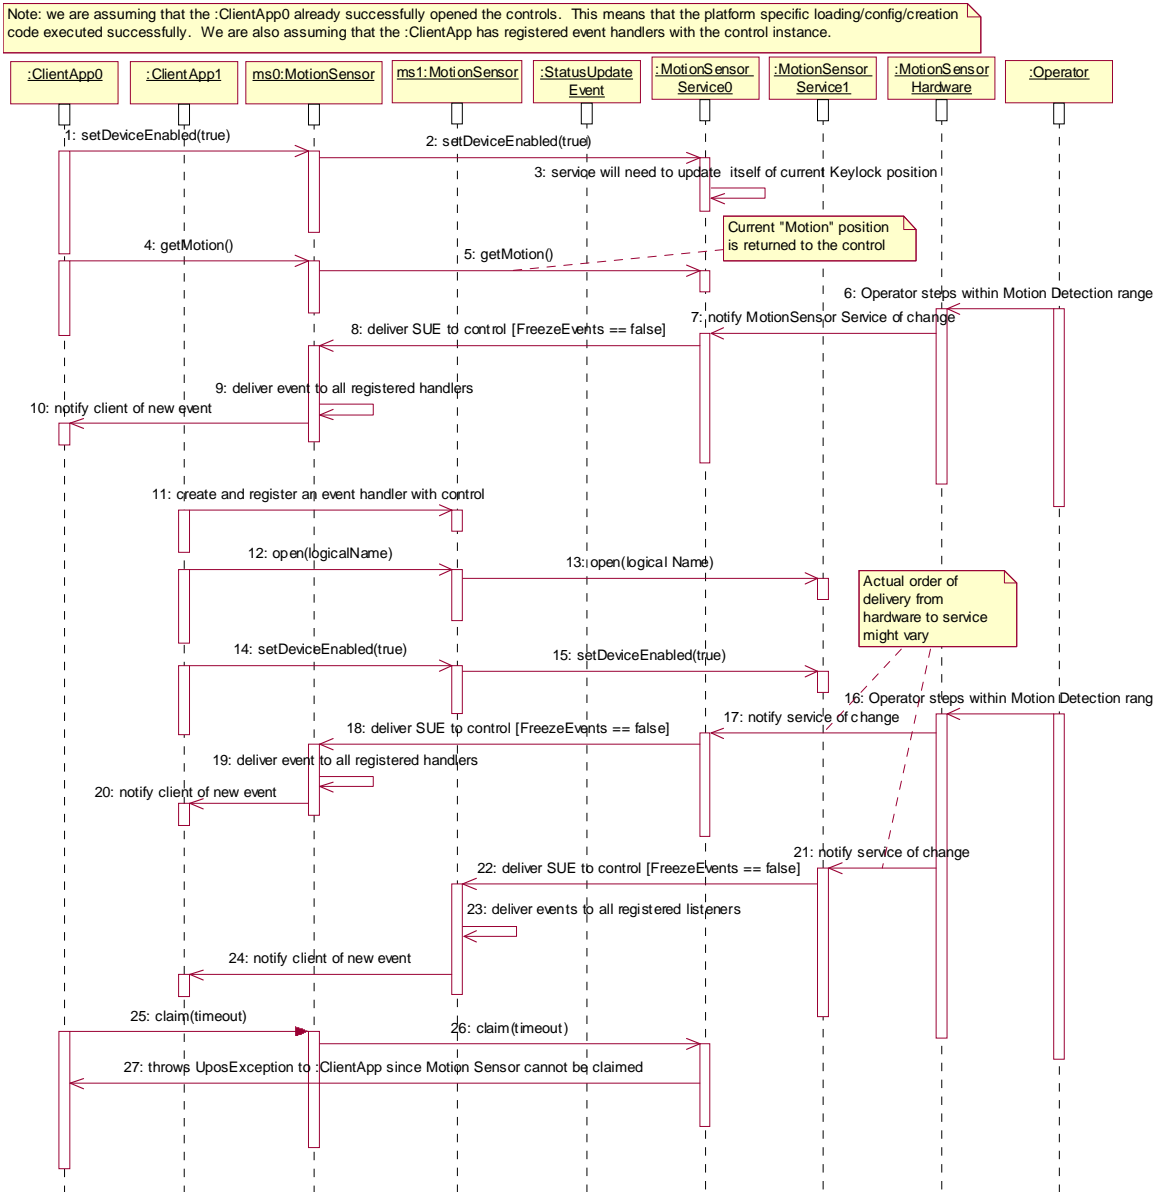 Note: we are assuming that the :ClientApp0 already successfully opened the controls.  This means that the platform specific loading/config/creation
code executed successfully.  We are also assuming that the :ClientApp has registered event handlers with the control instance.
:ClientApp0
:ClientApp1
ms0:MotionSensor
ms1:MotionSensor
:StatusUpdate
Event
:MotionSensor
Service0
:MotionSensor
Service1
:MotionSensor
Hardware
:Operator
1: setDeviceEnabled(true)
2: setDeviceEnabled(true)
3: service will need to update  itself of current Keylock position
Current "Motion" position
is returned to the control
4: getMotion()
5: getMotion()
6: Operator steps within Motion Detection range
7: notify MotionSensor Service of change
8: deliver SUE to control [FreezeEvents == false]
9: deliver event to all registered handlers
10: notify client of new event
11: create and register an event handler with control
12: open(logicalName)
13: open(logical Name)
Actual order of
delivery from
hardware to service
might vary
14: setDeviceEnabled(true)
15: setDeviceEnabled(true)
16: Operator steps within Motion Detection rang
17: notify service of change
18: deliver SUE to control [FreezeEvents == false]
19: deliver event to all registered handlers
20: notify client of new event
21: notify service of change
22: deliver SUE to control [FreezeEvents == false]
23: deliver events to all registered listeners
24: notify client of new event
25: claim(timeout)
26: claim(timeout)
27: throws UposException to :ClientApp since Motion Sensor cannot be claimed